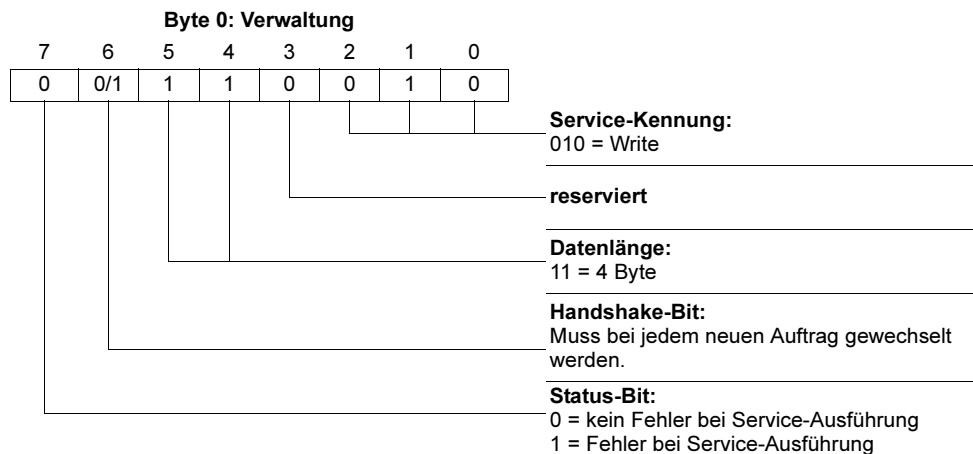 Byte 0: Verwaltung
7 6 5 4 3 2 1 0
0 0/1 1 1 0 0 1 0
Service-Kennung:
010 = Write
reserviert
Datenlänge:
11 = 4 Byte
Handshake-Bit:
Muss bei jedem neuen Auftrag gewechselt
werden.
Status-Bit:
0 = kein Fehler bei Service-Ausführung
1 = Fehler bei Service-Ausführung